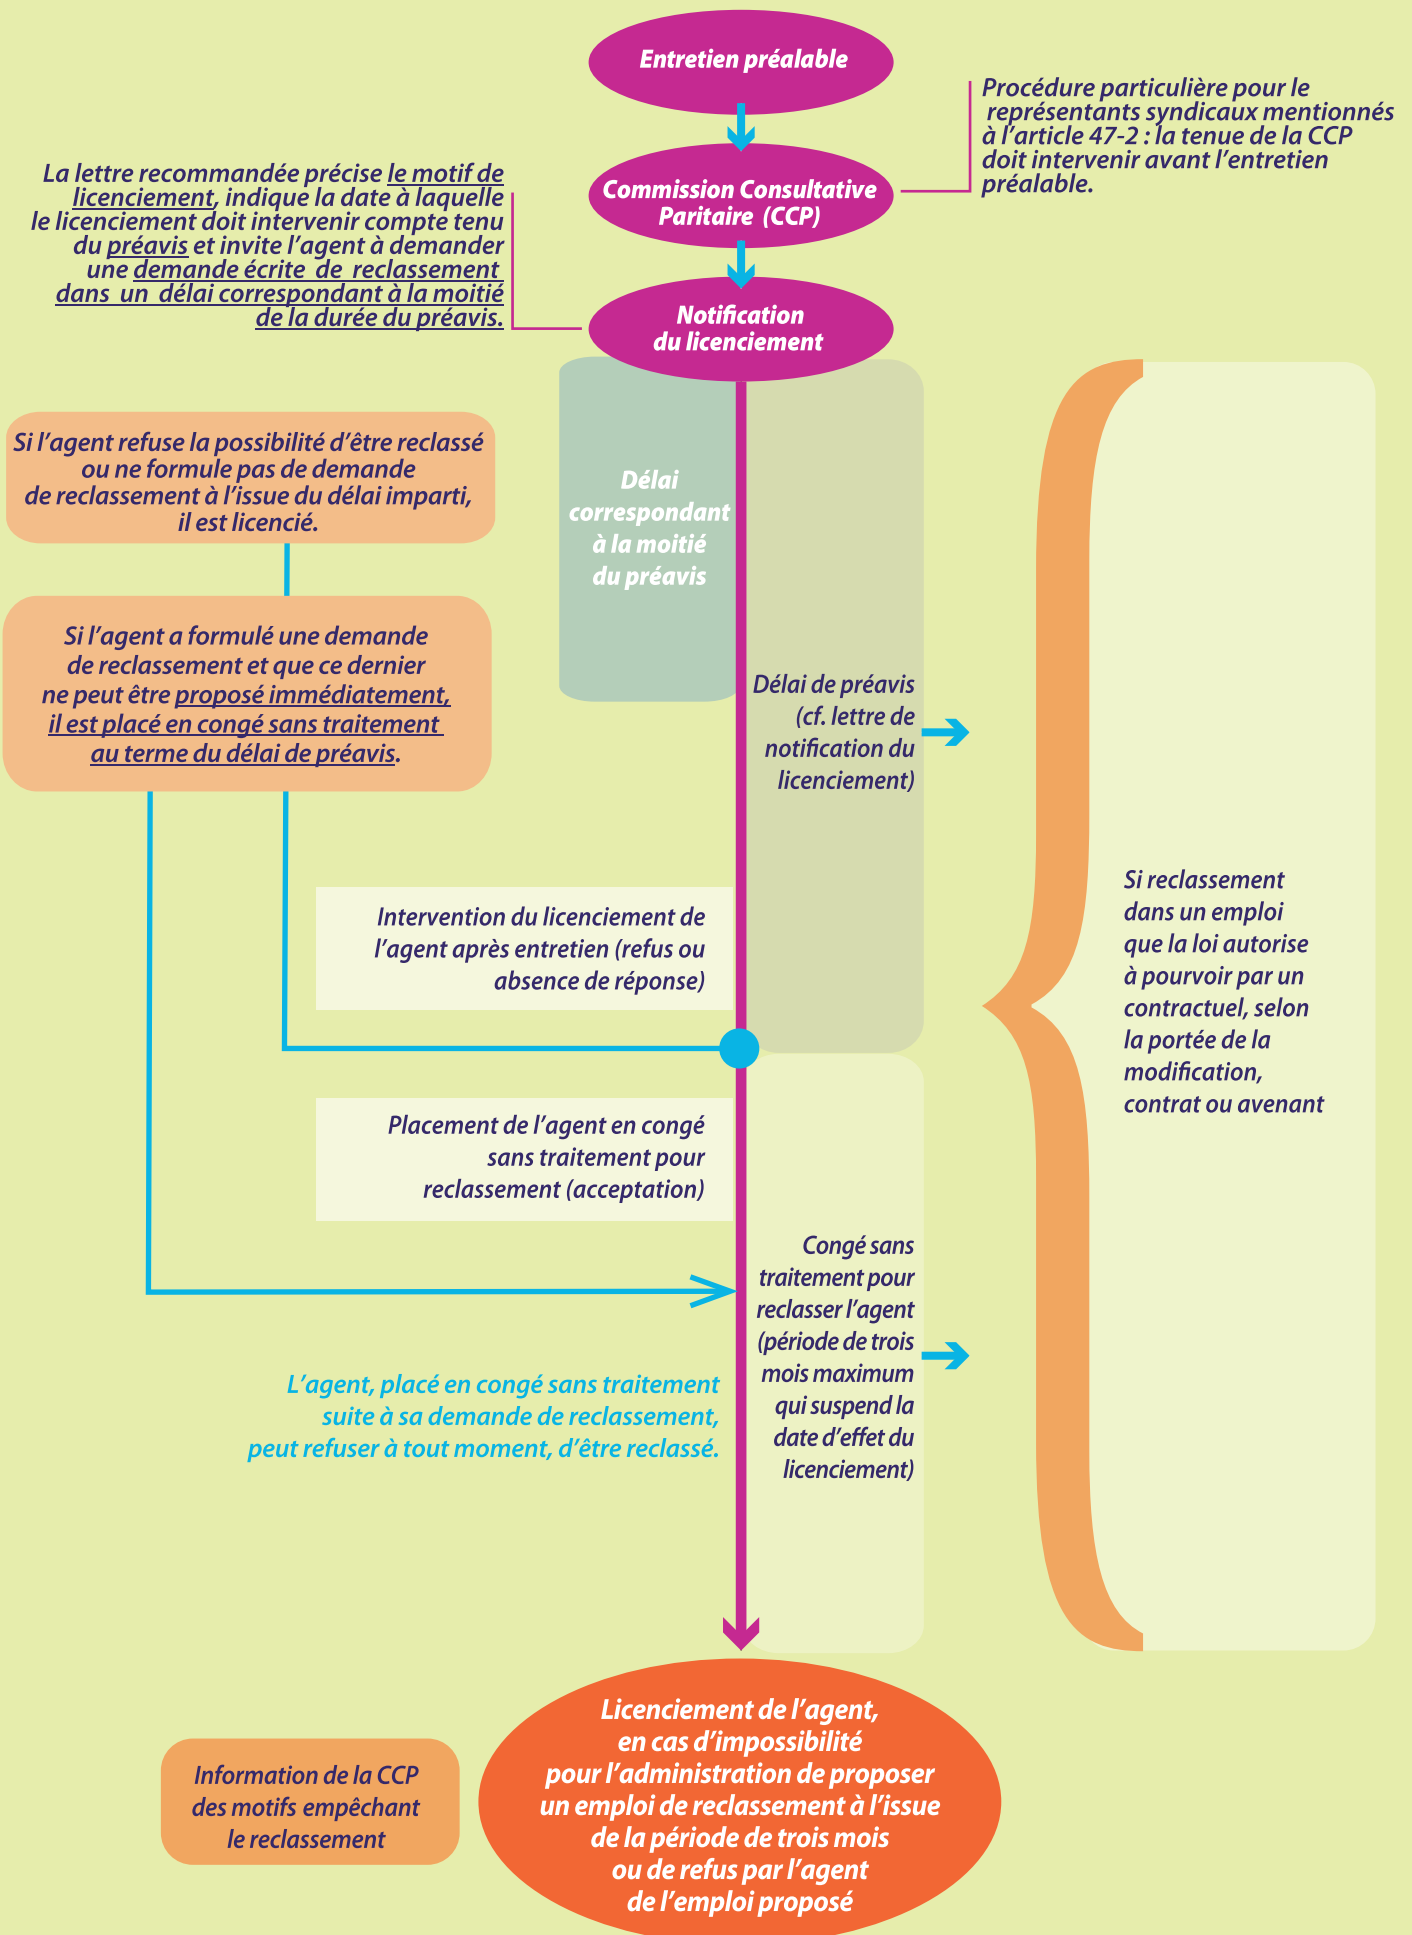 Entretien préalable
Procédure particulière pour le
représentants syndicaux mentionnés
à l'article 47-2 : la tenue de la CCP
doit intervenir avant l'entretien
préalable.
Commission Consultative
Paritaire (CCP)
La lettre recommandée précise le motif de
licenciement, indique la date à laquelle
le licenciement doit intervenir compte tenu
du préavis et invite l'agent à demander
une demande écrite de reclassement
dans un délai correspondant à la moitié
de la durée du préavis.
Notification
du licenciement
Si l'agent refuse la possibilité d'être reclassé
ou ne formule pas de demande
de reclassement à l'issue du délai imparti,
il est licencié.
Délai
correspondant
à la moitié
du préavis
Si l'agent a formulé une demande
de reclassement et que ce dernier
ne peut être proposé immédiatement,
il est placé en congé sans traitement
au terme du délai de préavis.
Délai de préavis
(cf. lettre de
notification du
licenciement)
Si reclassement
dans un emploi
que la loi autorise
à pourvoir par un
contractuel, selon
la portée de la
modification,
contrat ou avenant
Intervention du licenciement de
l'agent après entretien (refus ou
absence de réponse)
Placement de l'agent en congé
sans traitement pour
reclassement (acceptation)
Congé sans
traitement pour
reclasser l'agent
(période de trois
mois maximum
qui suspend la
date d'effet du
licenciement)
L'agent, placé en congé sans traitement
suite à sa demande de reclassement,
peut refuser à tout moment, d'être reclassé.
Licenciement de l'agent,
en cas d'impossibilité
pour l'administration de proposer
un emploi de reclassement à l'issue
de la période de trois mois
ou de refus par l'agent
de l'emploi proposé
Information de la CCP
des motifs empêchant
le reclassement